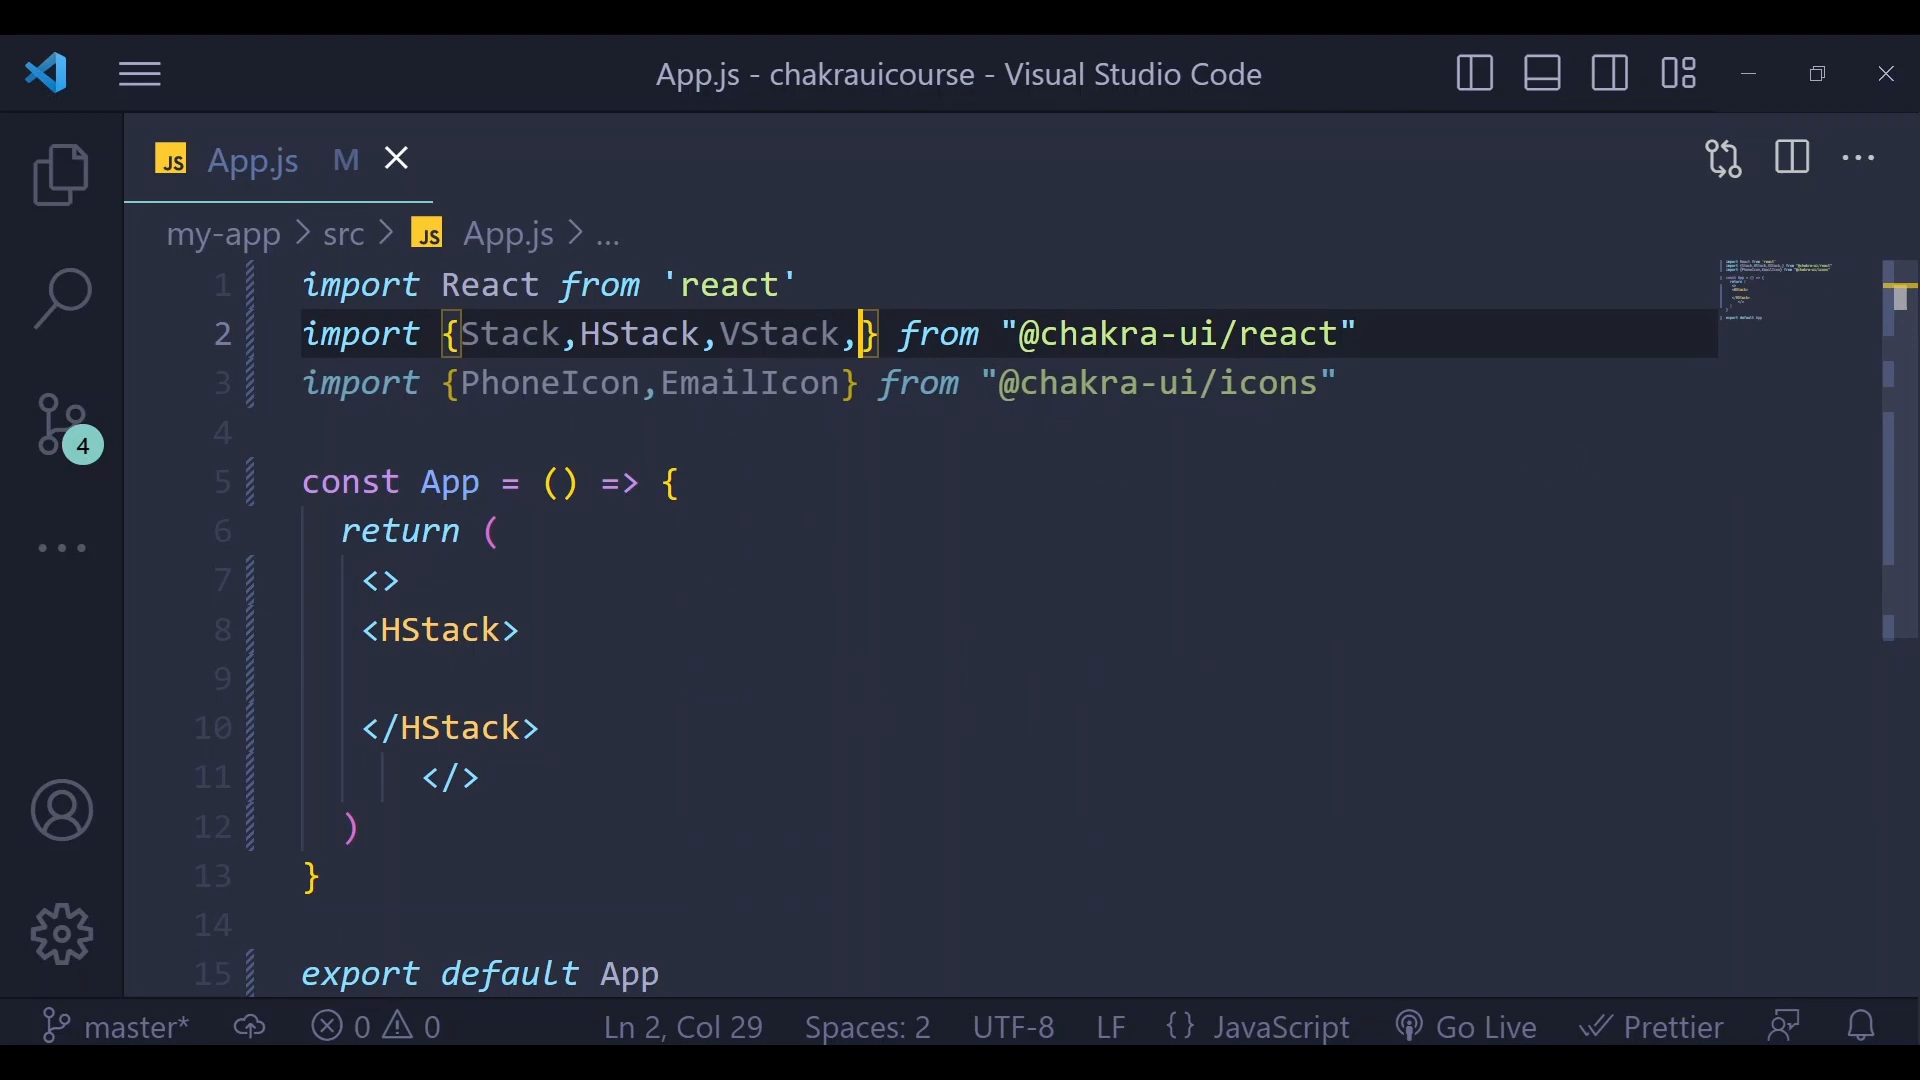 App.js - chakrauicourse - Visual Studio Code
JS App.js M
my-app > src > JS App.js > ...
1 import React from 'react'
2 import {Stack,HStack,VStack,} from "@chakra-ui/react"
3 import {PhoneIcon,EmailIcon} from "@chakra-ui/icons"
4
5 const App = () => {
6 return (
7 <>
8 <HStack>
9
10 </HStack>
11 </>
12 )
13 }
14
15 export default App
4
master* 0 0 Ln 2, Col 29 Spaces: 2 UTF-8 LF {} JavaScript Go Live Prettier